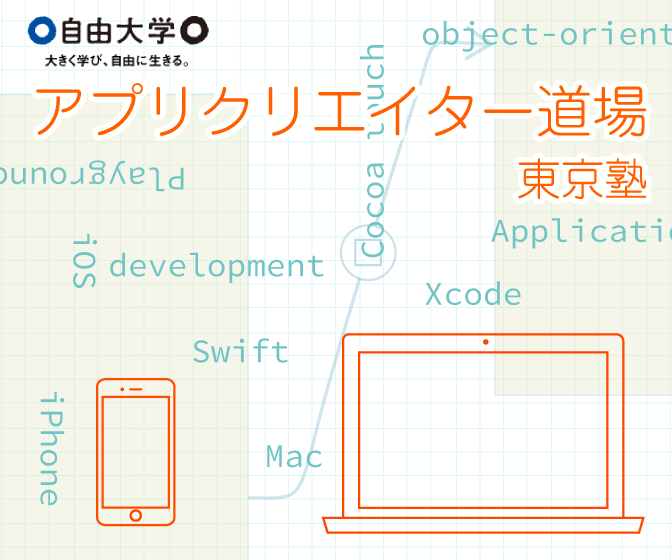 自由大学
大きく学び、自由に生きる。
object-orient
アプリクリエイター道場
Cocoa touch
東京塾
Playgroun
Applicatio
iOS
development
Xcode
Swift
iPhone
Mac